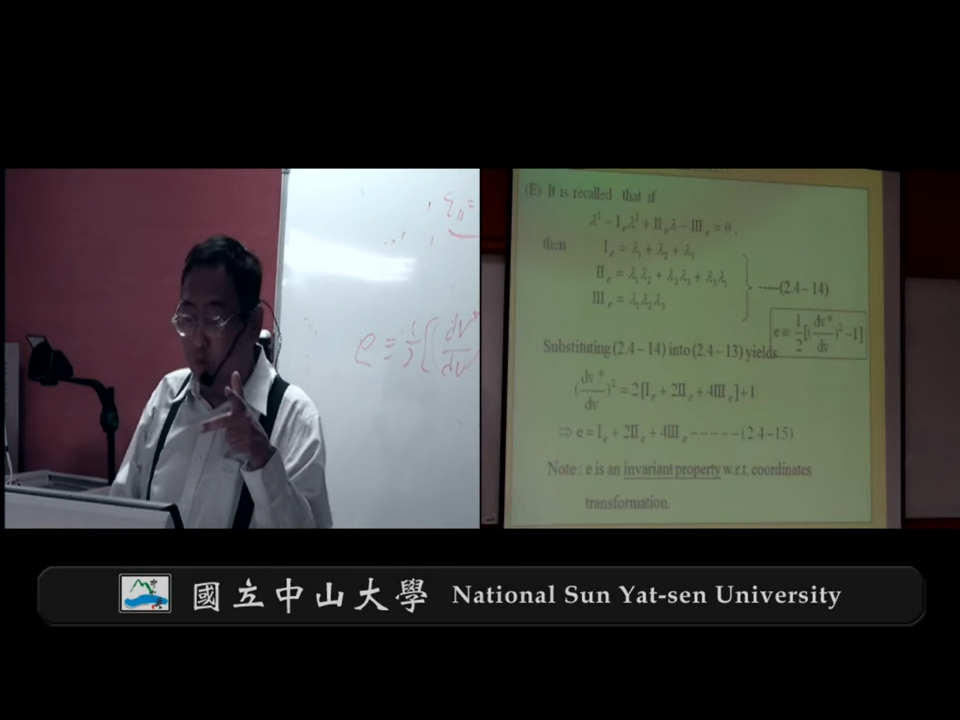 ξ₀ =
e = 1/2 [(dv*/dv
(E) It is recalled that if
λ³ − I_e λ² + II_e λ − III_e = 0 .
then I_e = λ₁ + λ₂ + λ₃
II_e = λ₁λ₂ + λ₂λ₃ + λ₃λ₁
-----(2.4−14)
III_e = λ₁λ₂λ₃
e ≡ 1/2 [(dv*/dv)² −1]
Substituting (2.4−14) into (2.4−13) yields
(dv*/dv)² = 2[I_e + 2II_e + 4III_e]+1
⇒ e = I_e + 2II_e + 4III_e ------(2.4−15)
Note : e is an invariant property w.r.t. coordinates
transformation.
國立中山大學 National Sun Yat-sen University